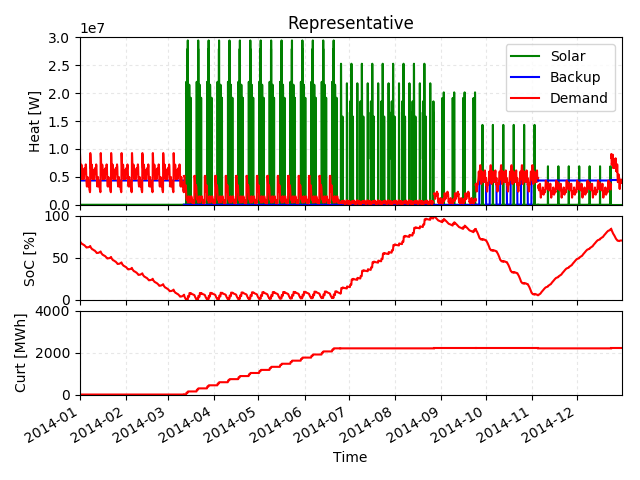 Representative
1e7
3.0
2.5
2.0
1.5
1.0
0.5
0.0
Heat [W]
Solar
Backup
Demand
100
50
0
SoC [%]
4000
2000
0
Curt [MWh]
2014-01
2014-02
2014-03
2014-04
2014-05
2014-06
2014-07
2014-08
2014-09
2014-10
2014-11
2014-12
Time